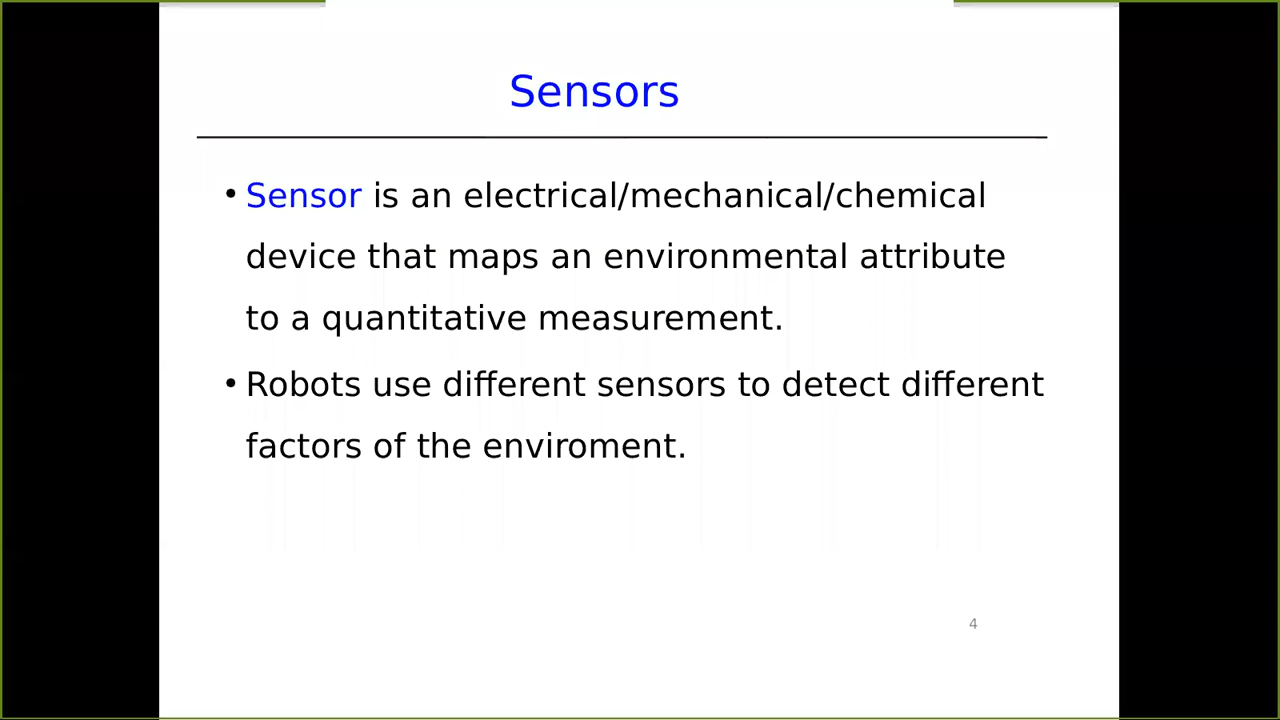 Sensors
• Sensor is an electrical/mechanical/chemical
device that maps an environmental attribute
to a quantitative measurement.
• Robots use different sensors to detect different
factors of the enviroment.
4